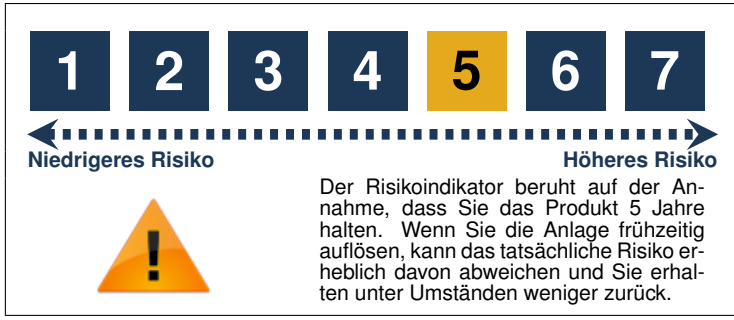 1 2 3 4 5 6 7
Niedrigeres Risiko Höheres Risiko
Der Risikoindikator beruht auf der An-
nahme, dass Sie das Produkt 5 Jahre
halten. Wenn Sie die Anlage frühzeitig
auflösen, kann das tatsächliche Risiko er-
heblich davon abweichen und Sie erhal-
ten unter Umständen weniger zurück.